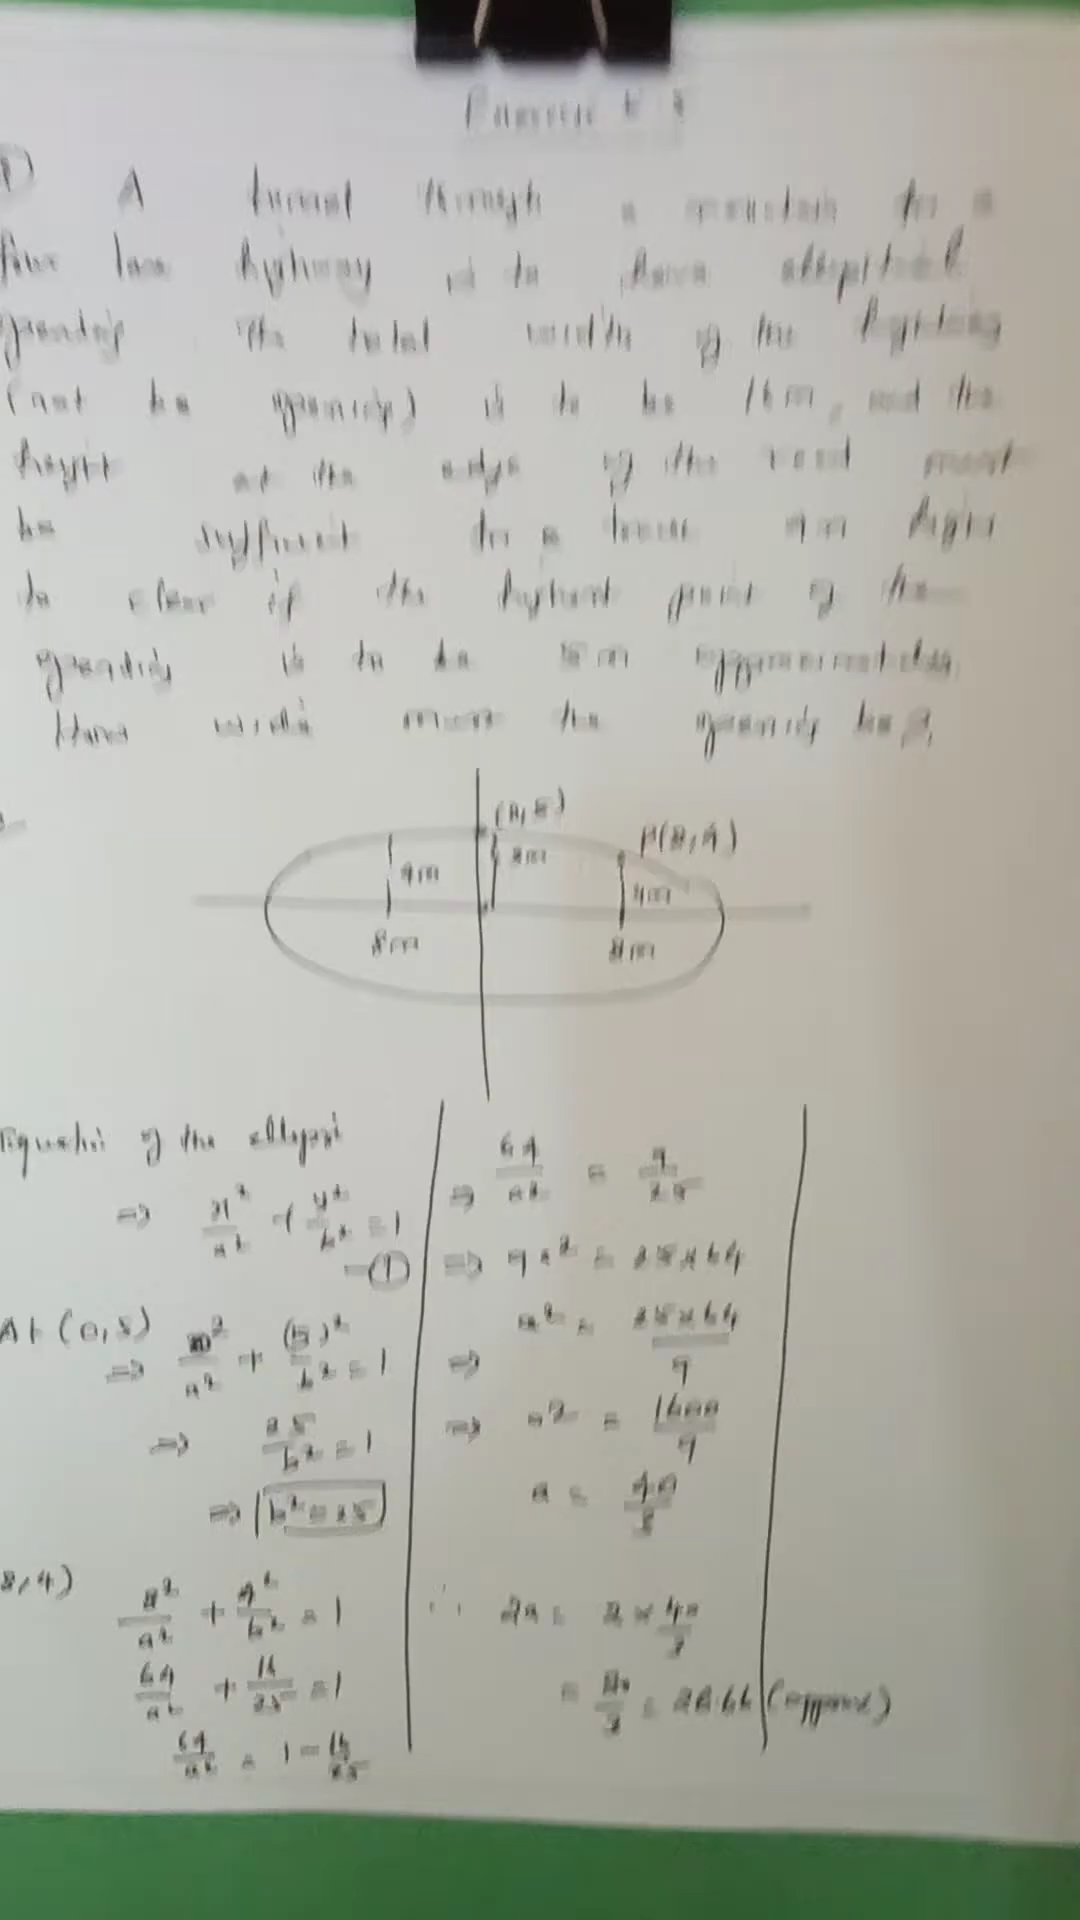 A tunnel through a mountain for a
four lane highway is to have elliptical
opening. The total width of the highway
(not the opening) is to be 16m, and the
height at the edge of the road must
be sufficient for a truck 4m high
to clear if the highest point of the
opening is to be 5m approximately.
How wide must the opening be?
(0,5)
P(8,4)
4m 5m 4m
8m 8m
Equation of the ellipse
⇒ x²/a² + y²/b² = 1
-①
At (0,5)
⇒ 0²/a² + (5)²/b² = 1
⇒ 25/b² = 1
⇒ b² = 25
8,4)
8²/a² + 4²/b² = 1
64/a² + 16/25 = 1
64/a² = 1 - 16/25
⇒ 64/a² = 9/25
⇒ 9a² = 25×64
⇒ a² = 25×64/9
⇒ a² = 1600/9
a = 40/3
∴ 2a = 2 × 40/3
= 80/3 = 26.66 (approx)